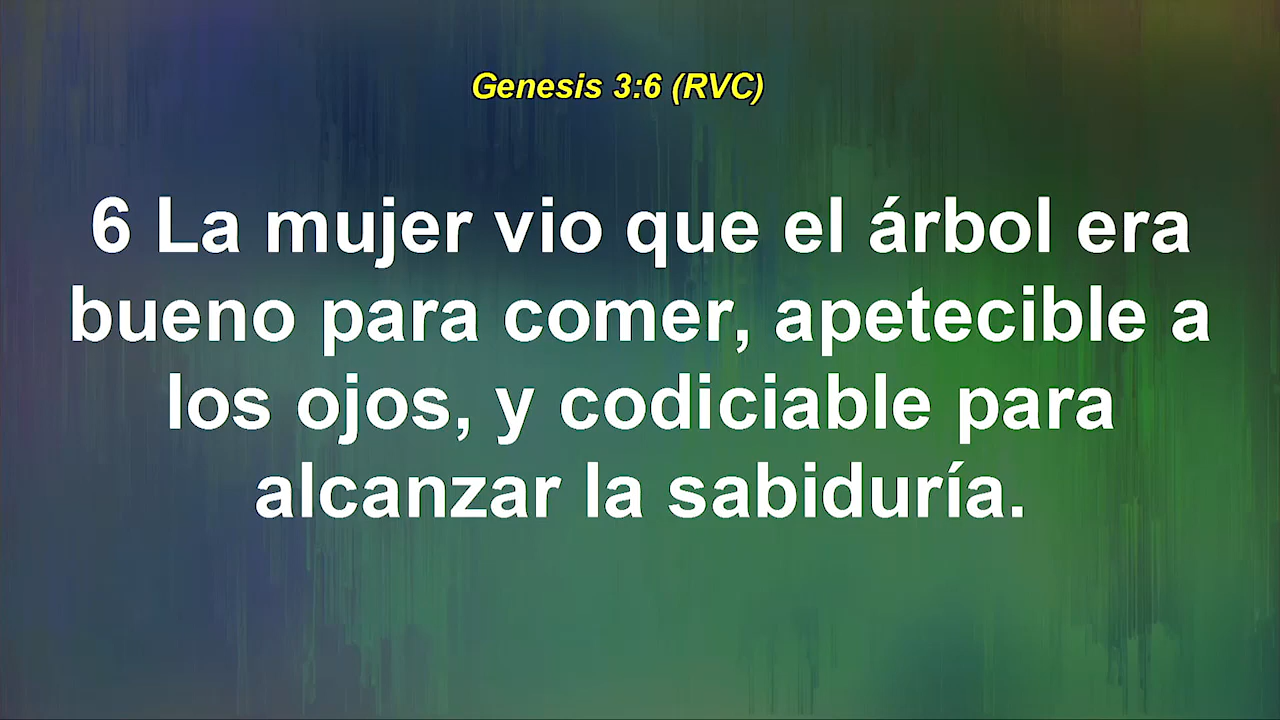 Genesis 3:6 (RVC)
6 La mujer vio que el árbol era
bueno para comer, apetecible a
los ojos, y codiciable para
alcanzar la sabiduría.